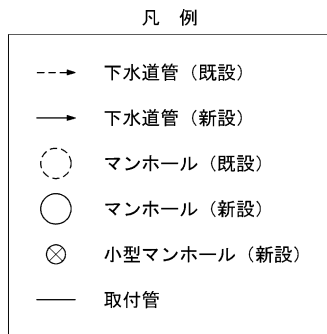 凡 例
下水道管（既設）
下水道管（新設）
マンホール（既設）
マンホール（新設）
小型マンホール（新設）
取付管